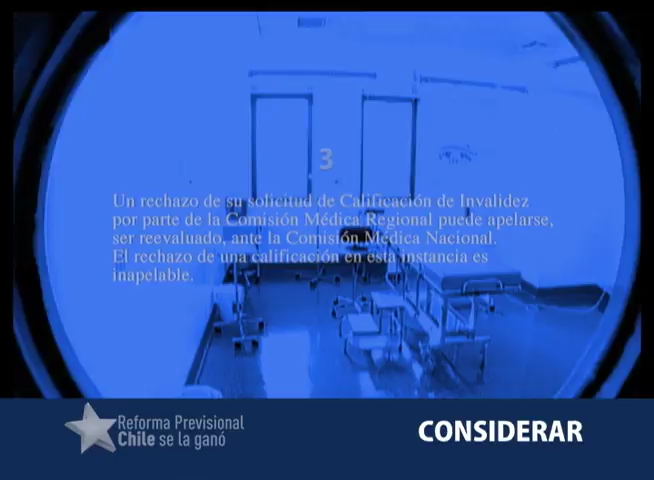 3
Un rechazo de su solicitud de Calificación de Invalidez
por parte de la Comisión Médica Regional puede apelarse,
ser reevaluado, ante la Comisión Médica Nacional.
El rechazo de una calificación en esta instancia es
inapelable.
Reforma Previsional
Chile se la ganó
CONSIDERAR